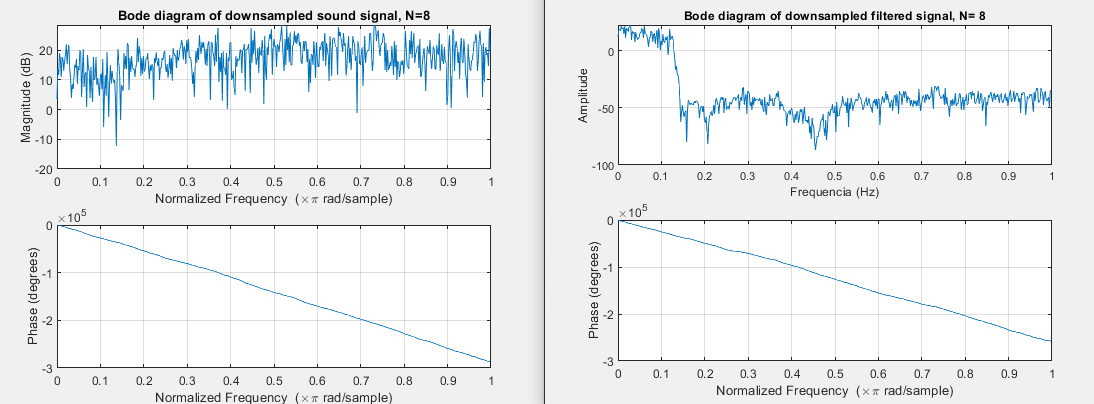 Bode diagram of downsampled sound signal, N=8
Magnitude (dB)
20
10
0
-10
-20
0 0.1 0.2 0.3 0.4 0.5 0.6 0.7 0.8 0.9 1
Normalized Frequency (×π rad/sample)
×10^5
Phase (degrees)
0
-1
-2
-3
0 0.1 0.2 0.3 0.4 0.5 0.6 0.7 0.8 0.9 1
Normalized Frequency (×π rad/sample)
Bode diagram of downsampled filtered signal, N= 8
Amplitude
0
-50
-100
0 0.1 0.2 0.3 0.4 0.5 0.6 0.7 0.8 0.9 1
Frequencia (Hz)
×10^5
Phase (degrees)
0
-1
-2
-3
0 0.1 0.2 0.3 0.4 0.5 0.6 0.7 0.8 0.9 1
Normalized Frequency (×π rad/sample)